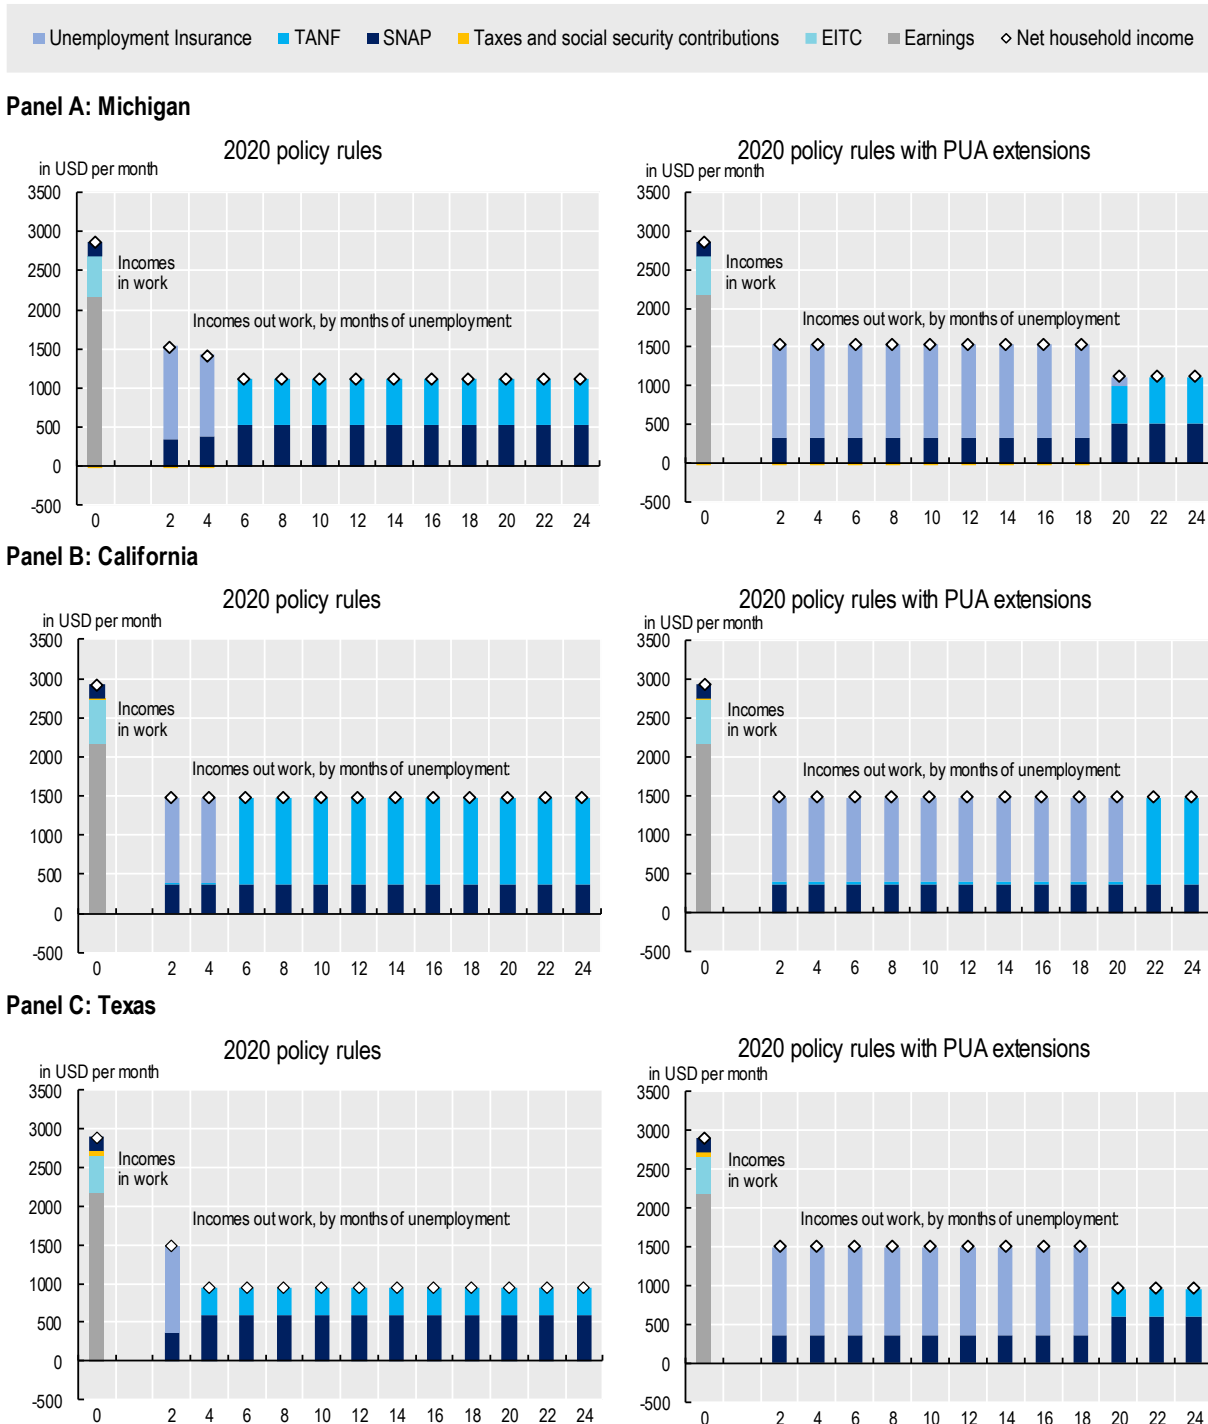 Unemployment Insurance TANF SNAP Taxes and social security contributions EITC Earnings Net household income
Panel A: Michigan
2020 policy rules
in USD per month
3500
3000
2500
2000
1500
1000
500
0
-500
Incomes
in work
Incomes out work, by months of unemployment:
0 2 4 6 8 10 12 14 16 18 20 22 24
2020 policy rules with PUA extensions
in USD per month
3500
3000
2500
2000
1500
1000
500
0
-500
Incomes
in work
Incomes out work, by months of unemployment:
0 2 4 6 8 10 12 14 16 18 20 22 24
Panel B: California
2020 policy rules
in USD per month
3500
3000
2500
2000
1500
1000
500
0
-500
Incomes
in work
Incomes out work, by months of unemployment:
0 2 4 6 8 10 12 14 16 18 20 22 24
2020 policy rules with PUA extensions
in USD per month
3500
3000
2500
2000
1500
1000
500
0
-500
Incomes
in work
Incomes out work, by months of unemployment:
0 2 4 6 8 10 12 14 16 18 20 22 24
Panel C: Texas
2020 policy rules
in USD per month
3500
3000
2500
2000
1500
1000
500
0
-500
Incomes
in work
Incomes out work, by months of unemployment:
0 2 4 6 8 10 12 14 16 18 20 22 24
2020 policy rules with PUA extensions
in USD per month
3500
3000
2500
2000
1500
1000
500
0
-500
Incomes
in work
Incomes out work, by months of unemployment:
0 2 4 6 8 10 12 14 16 18 20 22 24